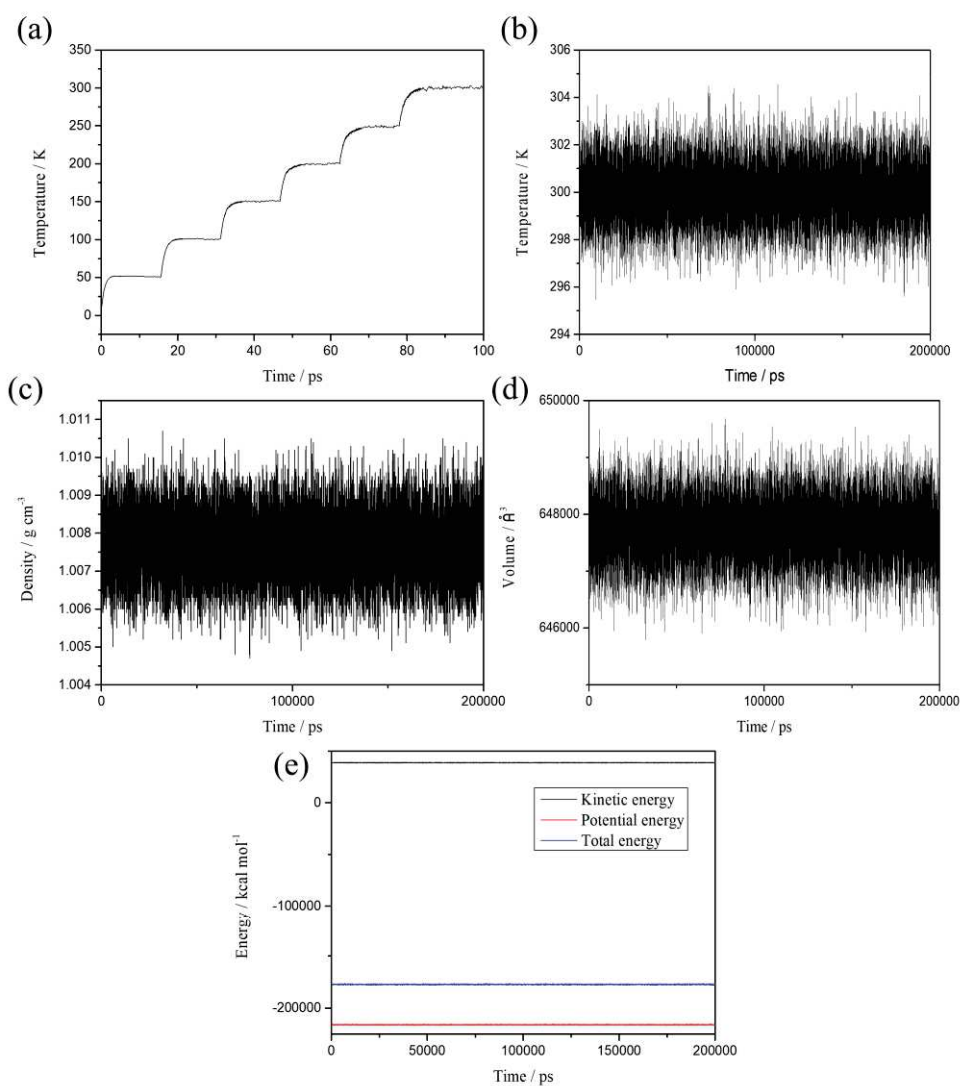 (a)
350
300
250
200
150
100
50
0
Temperature / K
0 20 40 60 80 100
Time / ps
(b)
306
304
302
300
298
296
294
Temperature / K
0 100000 200000
Time / ps
(c)
1.011
1.010
1.009
1.008
1.007
1.006
1.005
1.004
Density / g cm⁻³
0 100000 200000
Time / ps
(d)
650000
648000
646000
Volume / Å³
0 100000 200000
Time / ps
(e)
0
-100000
-200000
Energy / kcal mol⁻¹
Kinetic energy
Potential energy
Total energy
0 50000 100000 150000 200000
Time / ps